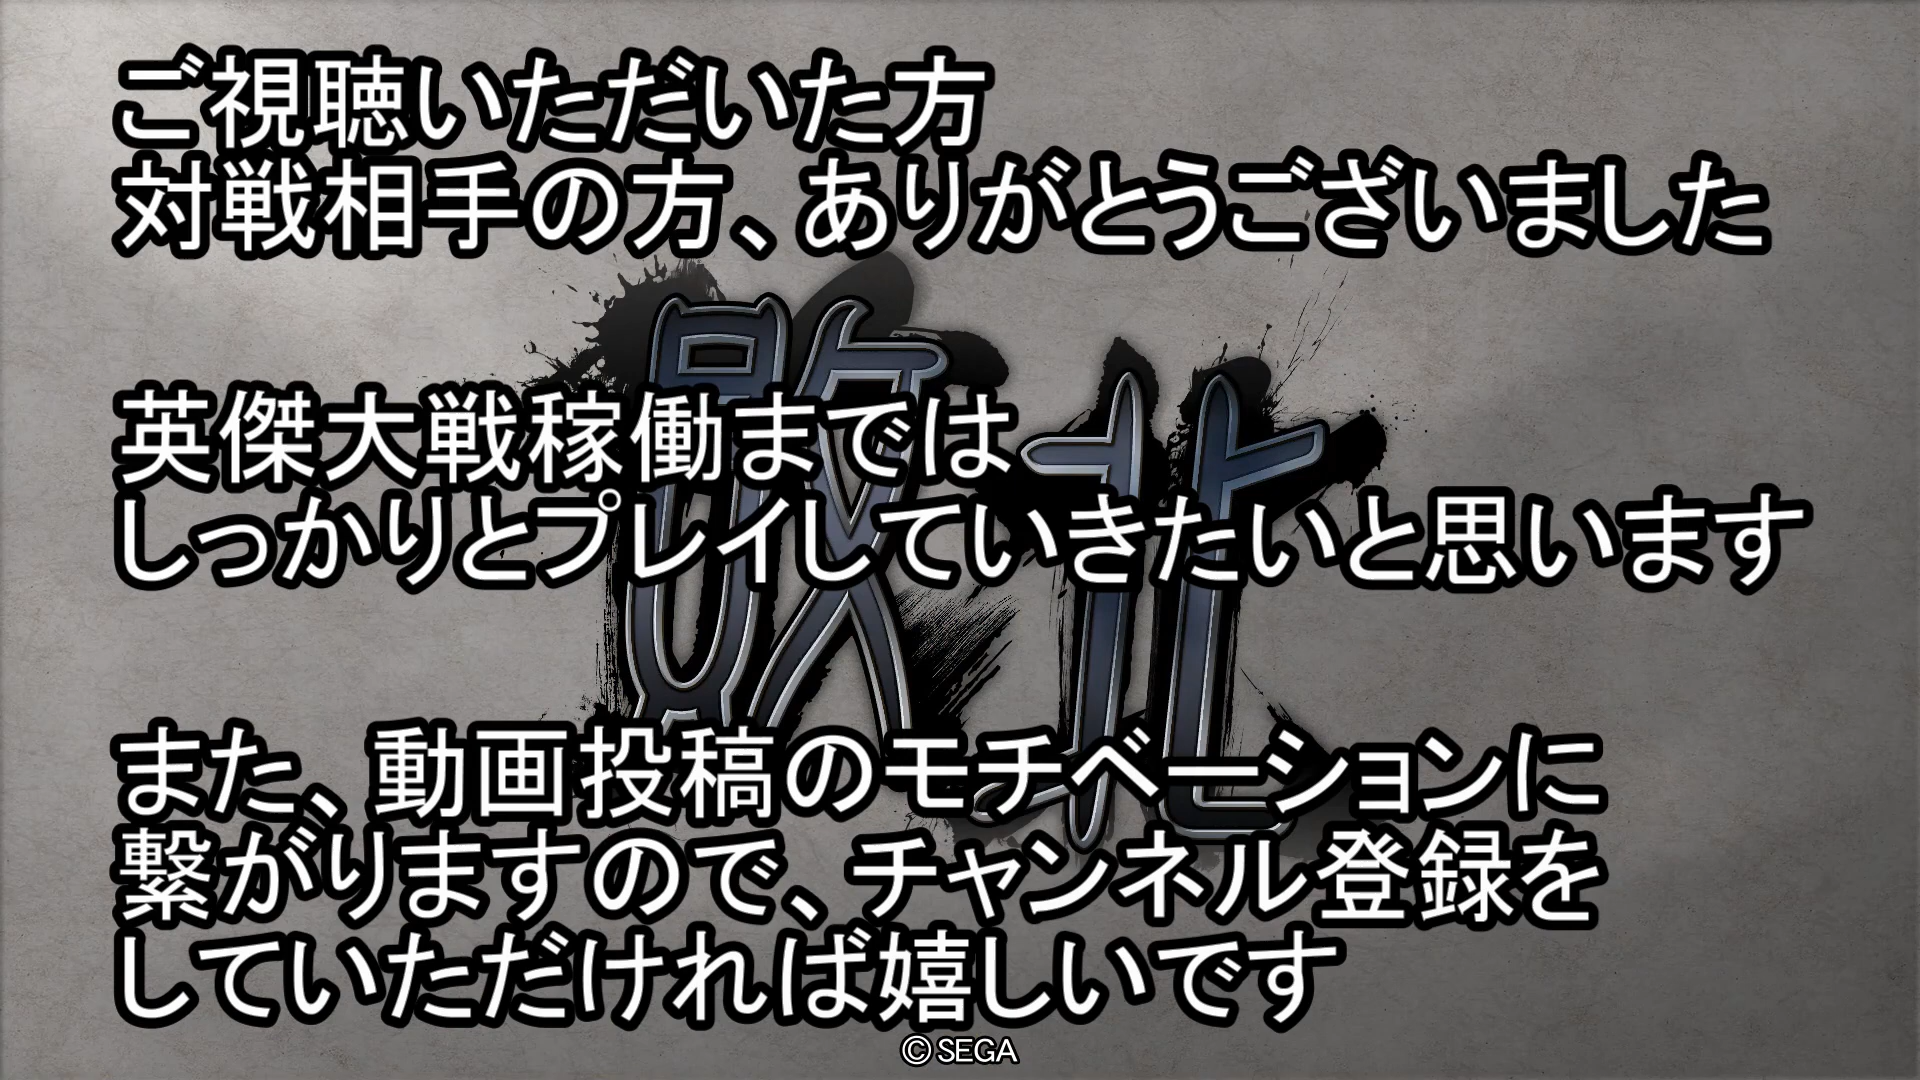 ご視聴いただいた方
対戦相手の方、ありがとうございました
敗北
英傑大戦稼働までは
しっかりとプレイしていきたいと思います
また、動画投稿のモチベーションに
繋がりますので、チャンネル登録を
していただければ嬉しいです
© SEGA